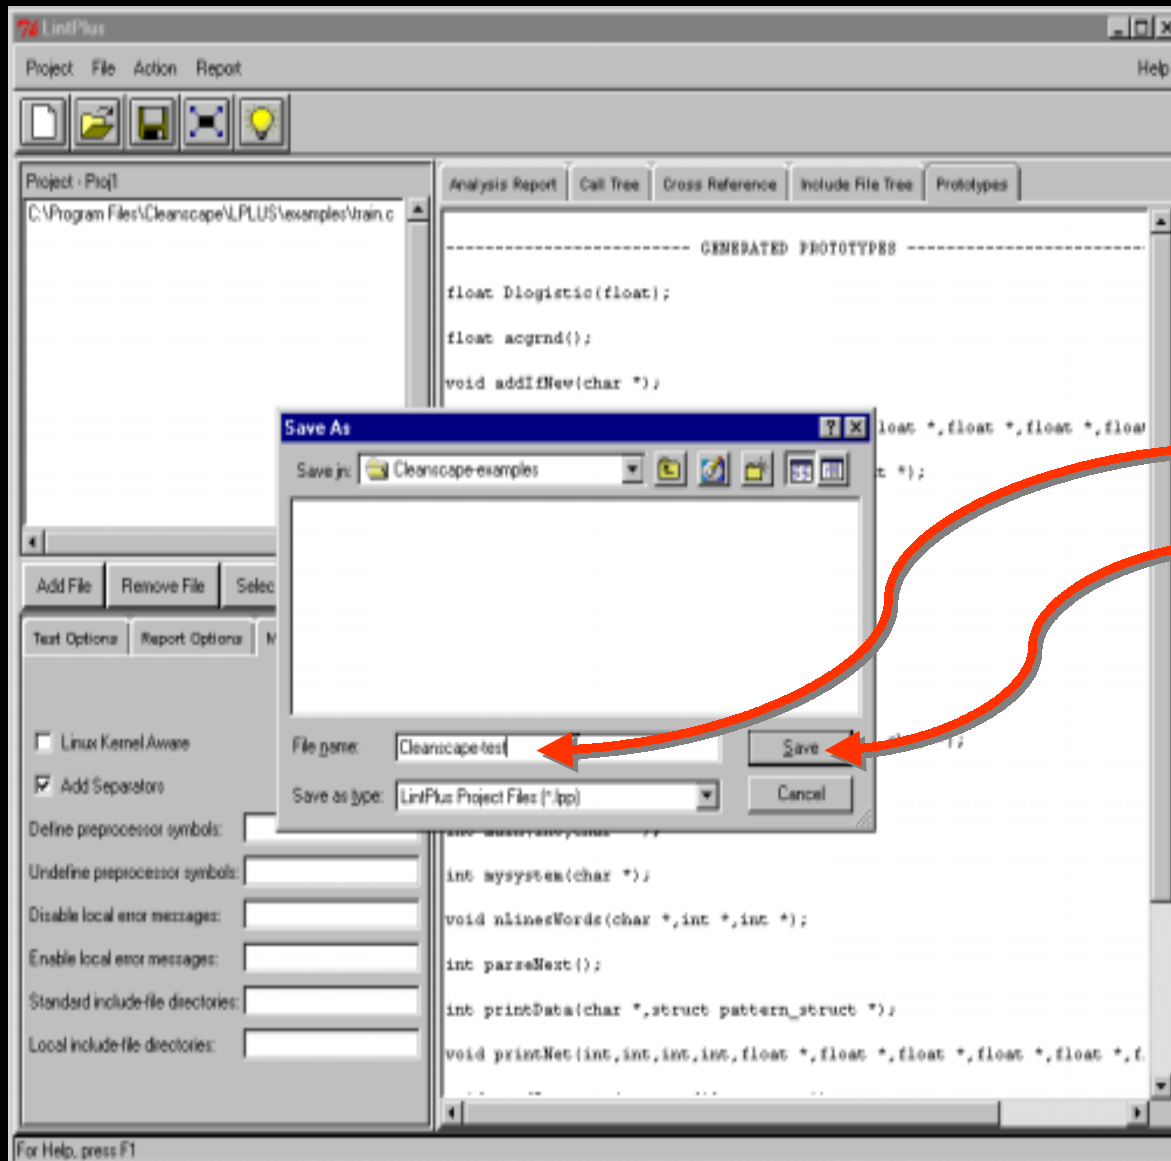 LintPlus
Project File Action Report Help
Project - Proj1
C:\Program Files\Cleanscape\LPLUS\examples\train.c
Analysis Report Call Tree Cross Reference Include File Tree Prototypes
------------------------- GENERATED PROTOTYPES -------------------------
float Dlogistic(float);
float acgrnd();
void addIfNew(char *);
loat *,float *,float *,float
t *);
Save As
Save in: Cleanscape-examples
File name: Cleanscape-test Save
Save as type: LintPlus Project Files (*.lpp) Cancel
Add File Remove File Selec
Test Options Report Options M
Linux Kernel Aware
Add Separators
Define preprocessor symbols:
Undefine preprocessor symbols:
Disable local error messages:
Enable local error messages:
Standard include-file directories:
Local include-file directories:
int mysystem(char *);
void nlinesWords(char *,int *,int *);
int parseNext();
int printData(char *,struct pattern_struct *);
void printNet(int,int,int,int,float *,float *,float *,float *,float *,f
For Help, press F1